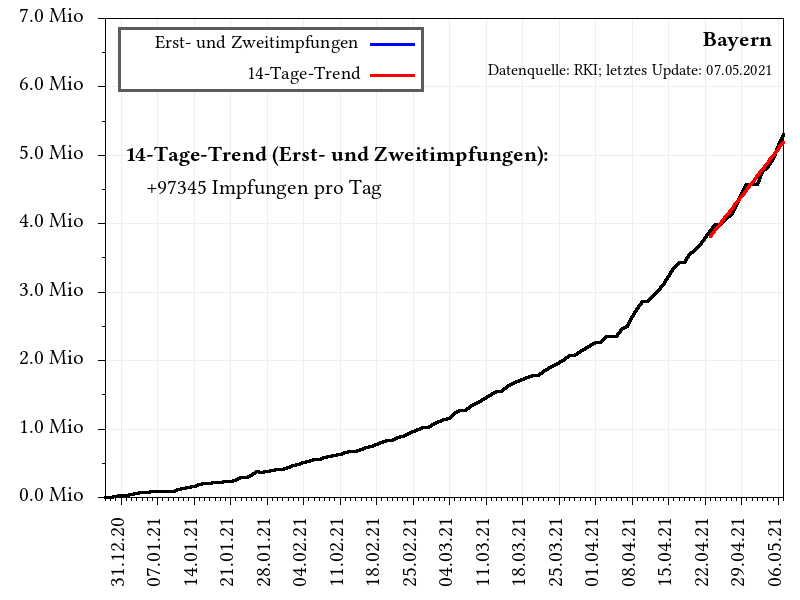 7.0 Mio
6.0 Mio
5.0 Mio
4.0 Mio
3.0 Mio
2.0 Mio
1.0 Mio
0.0 Mio
Erst- und Zweitimpfungen
14-Tage-Trend
Bayern
Datenquelle: RKI; letztes Update: 07.05.2021
14-Tage-Trend (Erst- und Zweitimpfungen):
+97345 Impfungen pro Tag
31.12.20
07.01.21
14.01.21
21.01.21
28.01.21
04.02.21
11.02.21
18.02.21
25.02.21
04.03.21
11.03.21
18.03.21
25.03.21
01.04.21
08.04.21
15.04.21
22.04.21
29.04.21
06.05.21